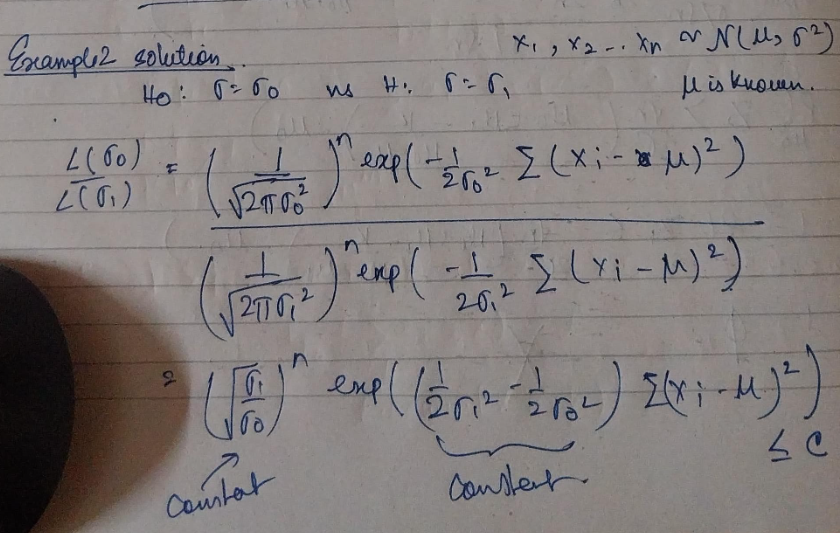 Example 2 solution. x₁, x₂ .. xₙ ~ N(μ, σ²)
H₀: σ = σ₀ vs H₁: σ = σ₁ μ is known.
L(σ₀) / L(σ₁) = (1/√(2πσ₀²))ⁿ exp(-1/2σ₀² Σ(xi - μ)²)
(1/√(2πσ₁²))ⁿ exp(-1/2σ₁² Σ(xi - μ)²)
= (√(σ₁/σ₀))ⁿ exp((1/2σ₁² - 1/2σ₀²) Σ(xi - μ)²)
≤ C
constant constant.